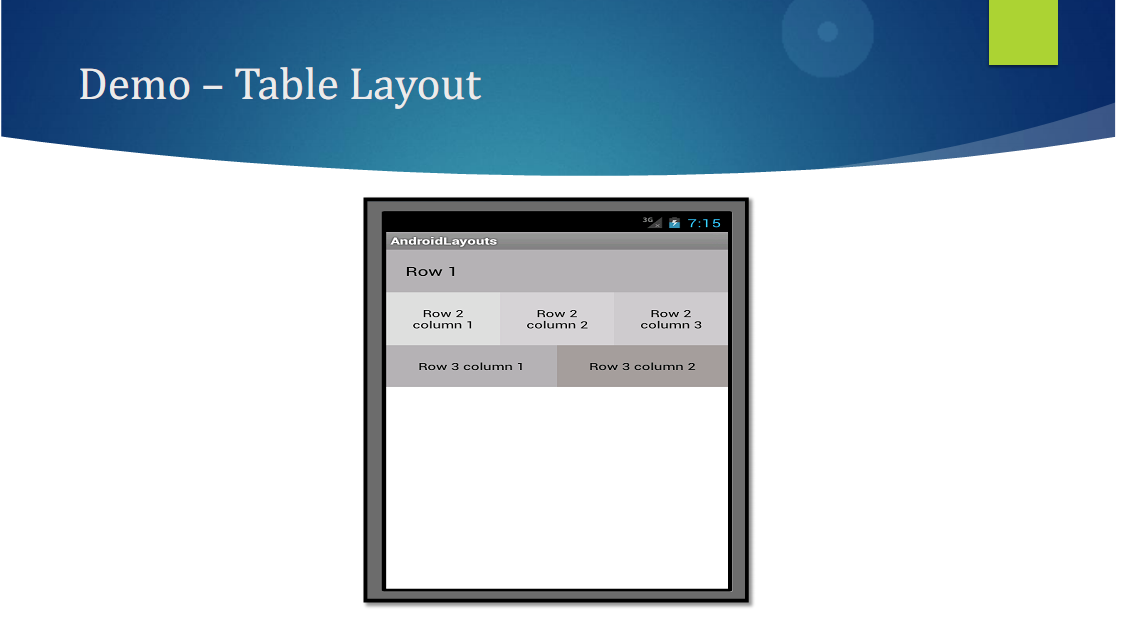 Demo – Table Layout
3G 7:15
AndroidLayouts
Row 1
Row 2 Row 2 Row 2
column 1 column 2 column 3
Row 3 column 1 Row 3 column 2